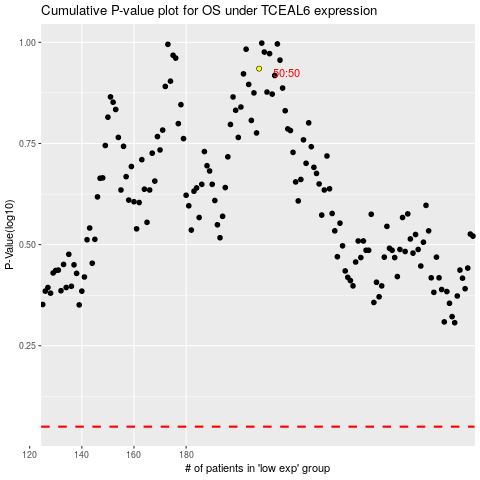 Cumulative P-value plot for OS under TCEAL6 expression
1.00
50:50
0.75
P-Value(log10)
0.50
0.25
120 140 160 180
# of patients in 'low exp' group